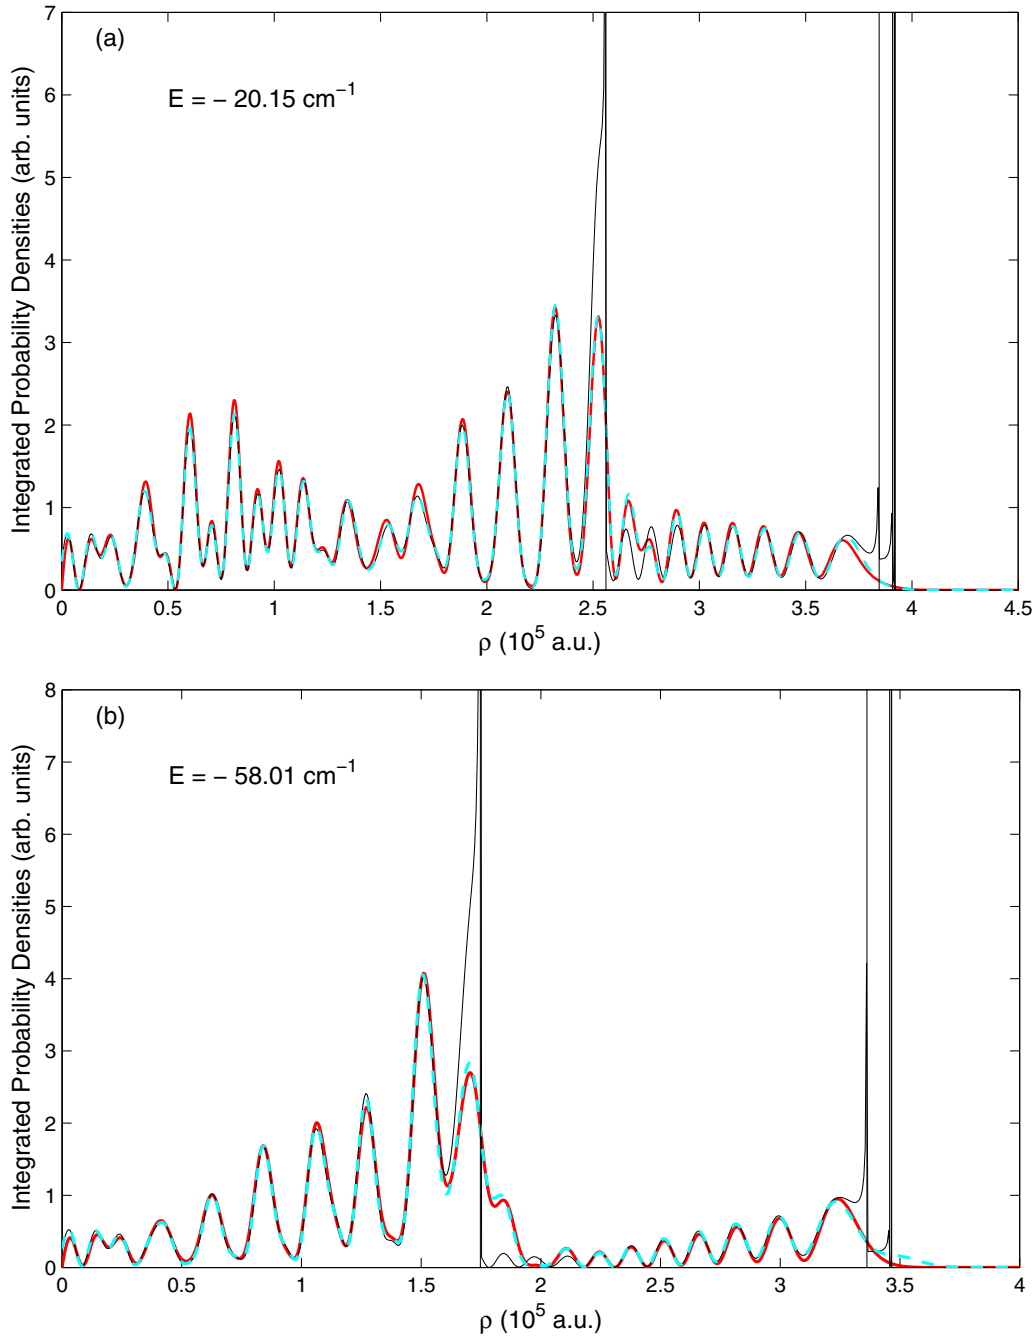 (a)
E = − 20.15 cm⁻¹
Integrated Probability Densities (arb. units)
7
6
5
4
3
2
1
0
0 0.5 1 1.5 2 2.5 3 3.5 4 4.5
ρ (10⁵ a.u.)
(b)
E = − 58.01 cm⁻¹
Integrated Probability Densities (arb. units)
8
7
6
5
4
3
2
1
0
0 0.5 1 1.5 2 2.5 3 3.5 4
ρ (10⁵ a.u.)